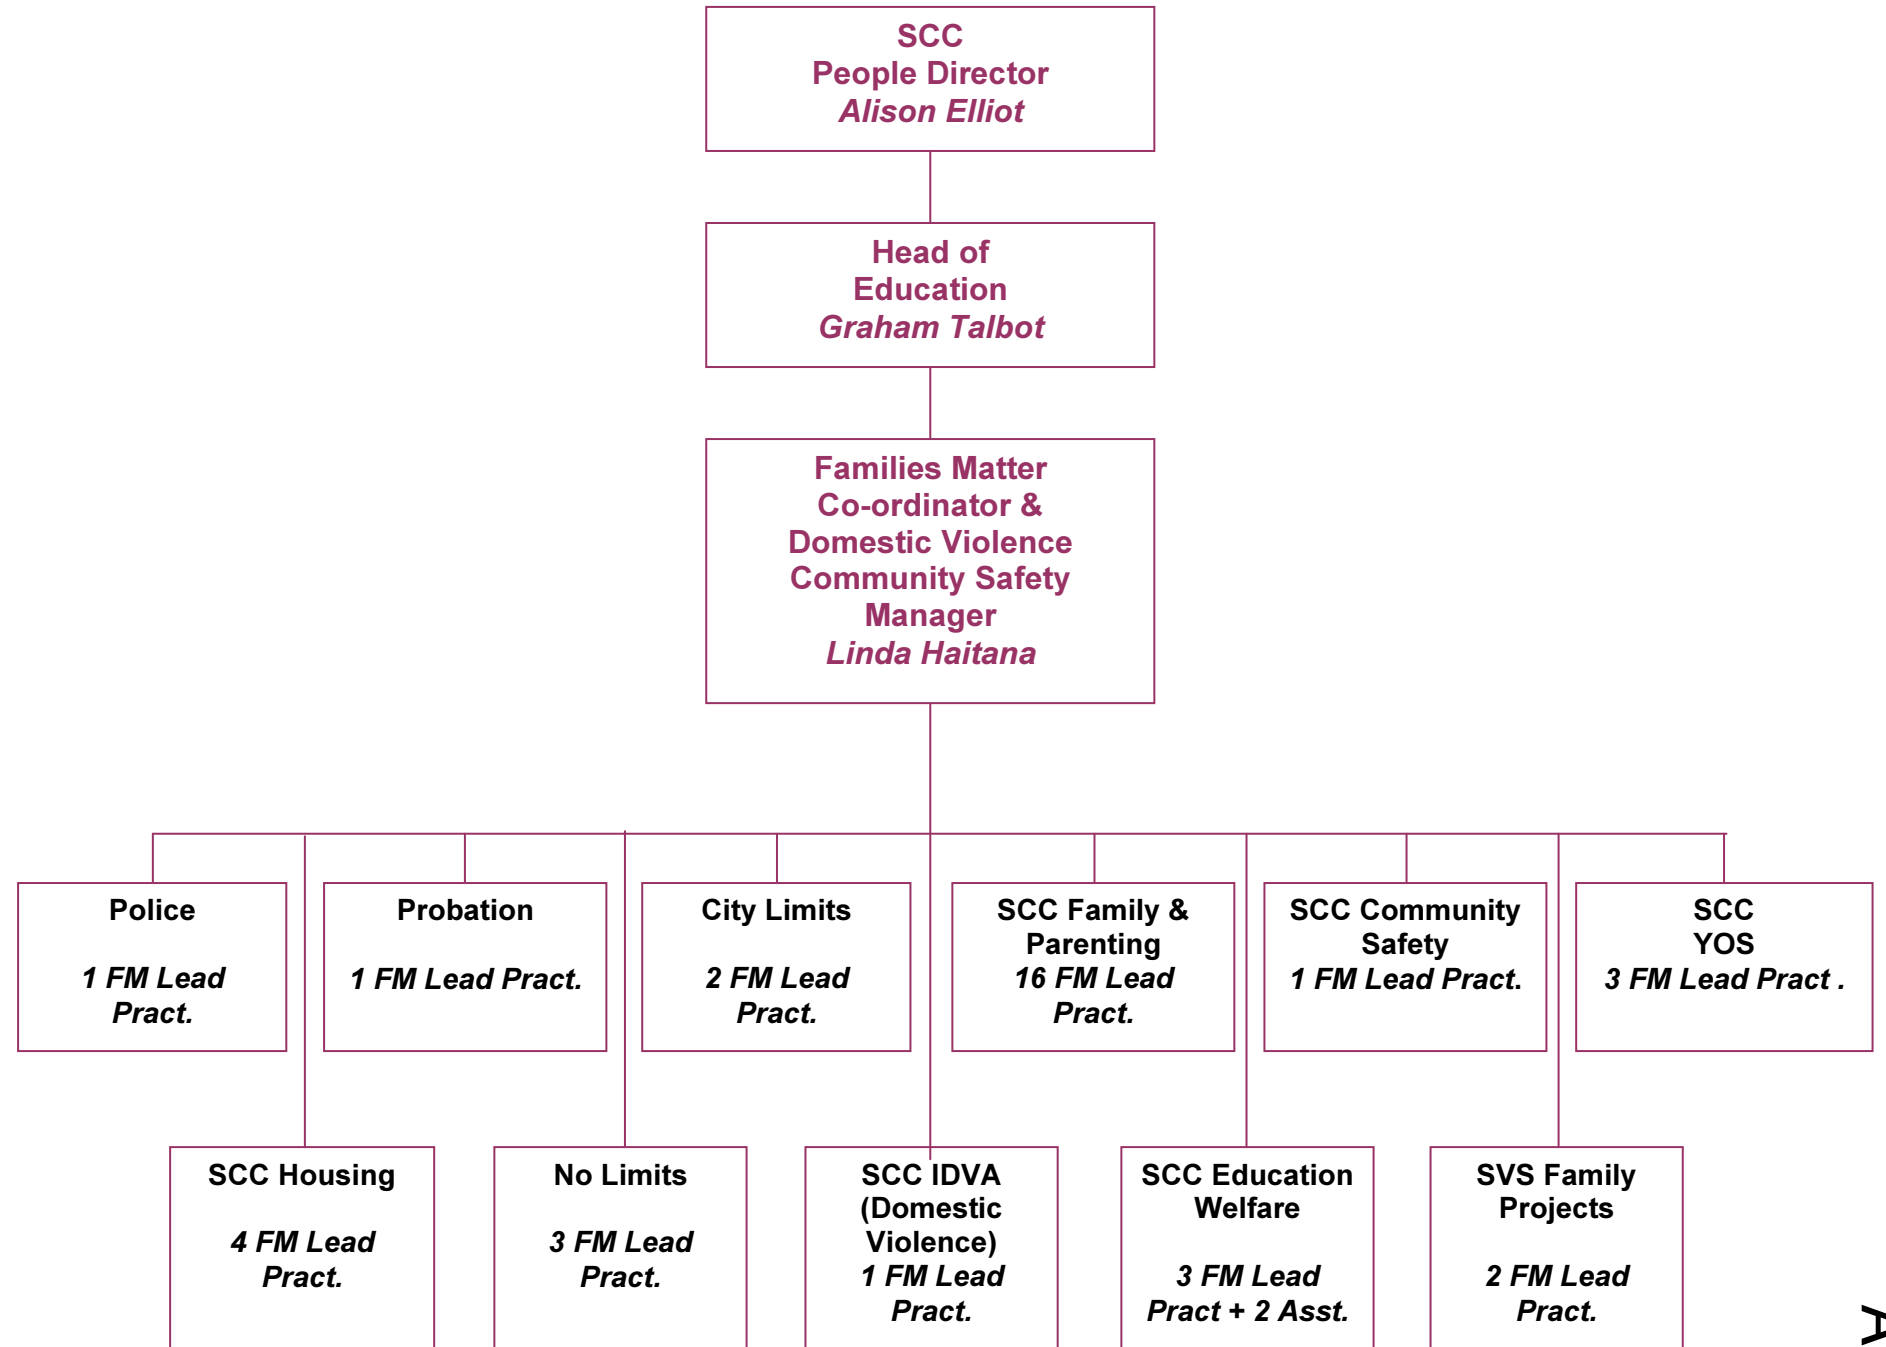 SCC
People Director
Alison Elliot
Head of
Education
Graham Talbot
Families Matter
Co-ordinator &
Domestic Violence
Community Safety
Manager
Linda Haitana
Police
1 FM Lead
Pract.
Probation
1 FM Lead Pract.
City Limits
2 FM Lead
Pract.
SCC Family &
Parenting
16 FM Lead
Pract.
SCC Community
Safety
1 FM Lead Pract.
SCC
YOS
3 FM Lead Pract .
SCC Housing
4 FM Lead
Pract.
No Limits
3 FM Lead
Pract.
SCC IDVA
(Domestic
Violence)
1 FM Lead
Pract.
SCC Education
Welfare
3 FM Lead
Pract + 2 Asst.
SVS Family
Projects
2 FM Lead
Pract.
A